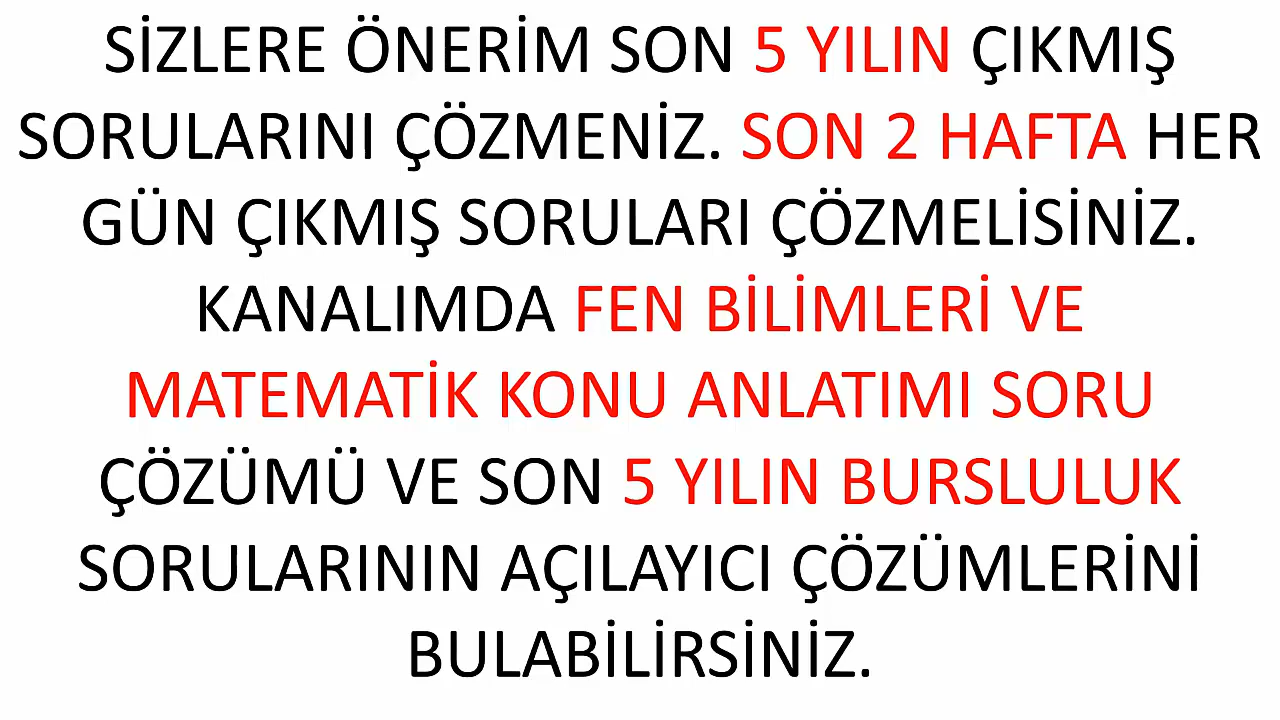 SİZLERE ÖNERİM SON 5 YILIN ÇIKMIŞ
SORULARINI ÇÖZMENİZ. SON 2 HAFTA HER
GÜN ÇIKMIŞ SORULARI ÇÖZMELİSİNİZ.
KANALIMDA FEN BİLİMLERİ VE
MATEMATİK KONU ANLATIMI SORU
ÇÖZÜMÜ VE SON 5 YILIN BURSLULUK
SORULARININ AÇILAYICI ÇÖZÜMLERİNİ
BULABİLİRSİNİZ.